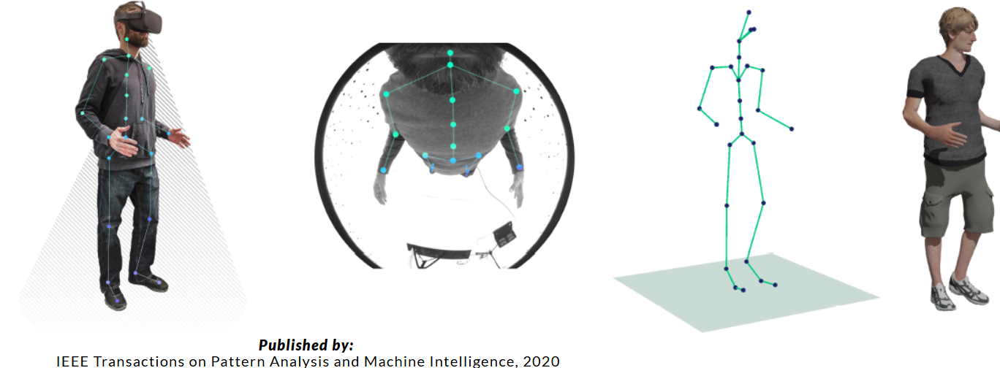 Published by:
IEEE Transactions on Pattern Analysis and Machine Intelligence, 2020